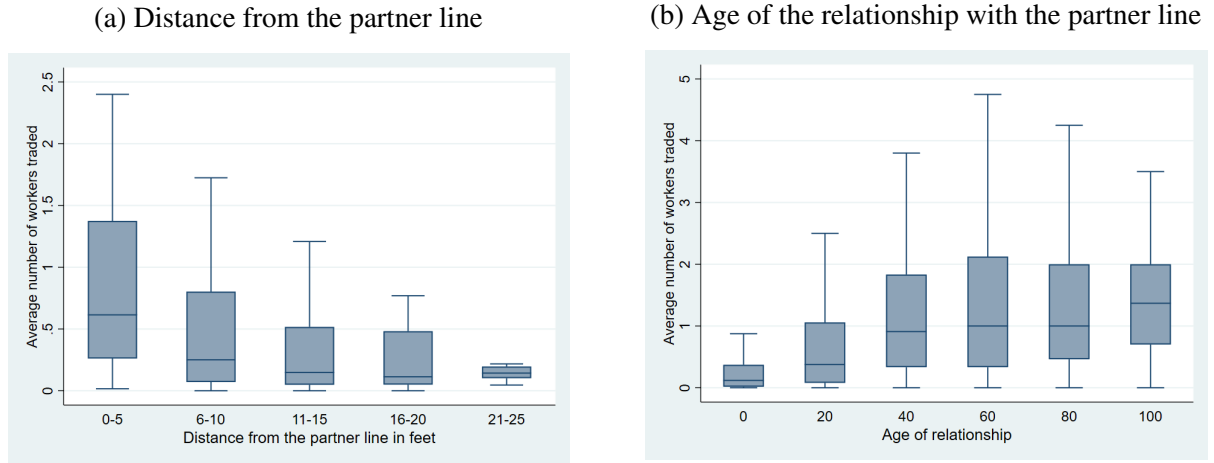 (a) Distance from the partner line
Average number of workers traded
2.5
2
1.5
1
.5
0
0-5 6-10 11-15 16-20 21-25
Distance from the partner line in feet
(b) Age of the relationship with the partner line
Average number of workers traded
5
4
3
2
1
0
0 20 40 60 80 100
Age of relationship